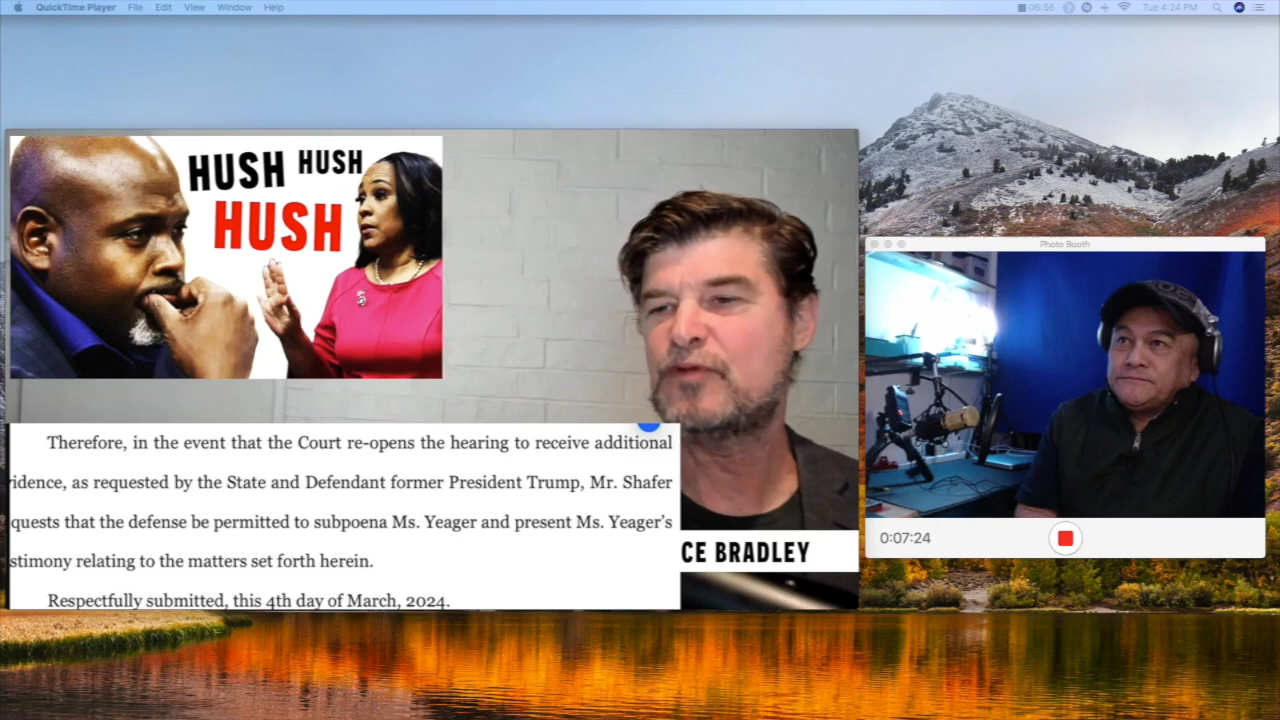 QuickTime Player File Edit View Window Help
06:56 Tue 4:24 PM
HUSH HUSH
HUSH
Therefore, in the event that the Court re-opens the hearing to receive additional
vidence, as requested by the State and Defendant former President Trump, Mr. Shafer
quests that the defense be permitted to subpoena Ms. Yeager and present Ms. Yeager's
stimony relating to the matters set forth herein.
Respectfully submitted, this 4th day of March, 2024.
CE BRADLEY
Photo Booth
0:07:24